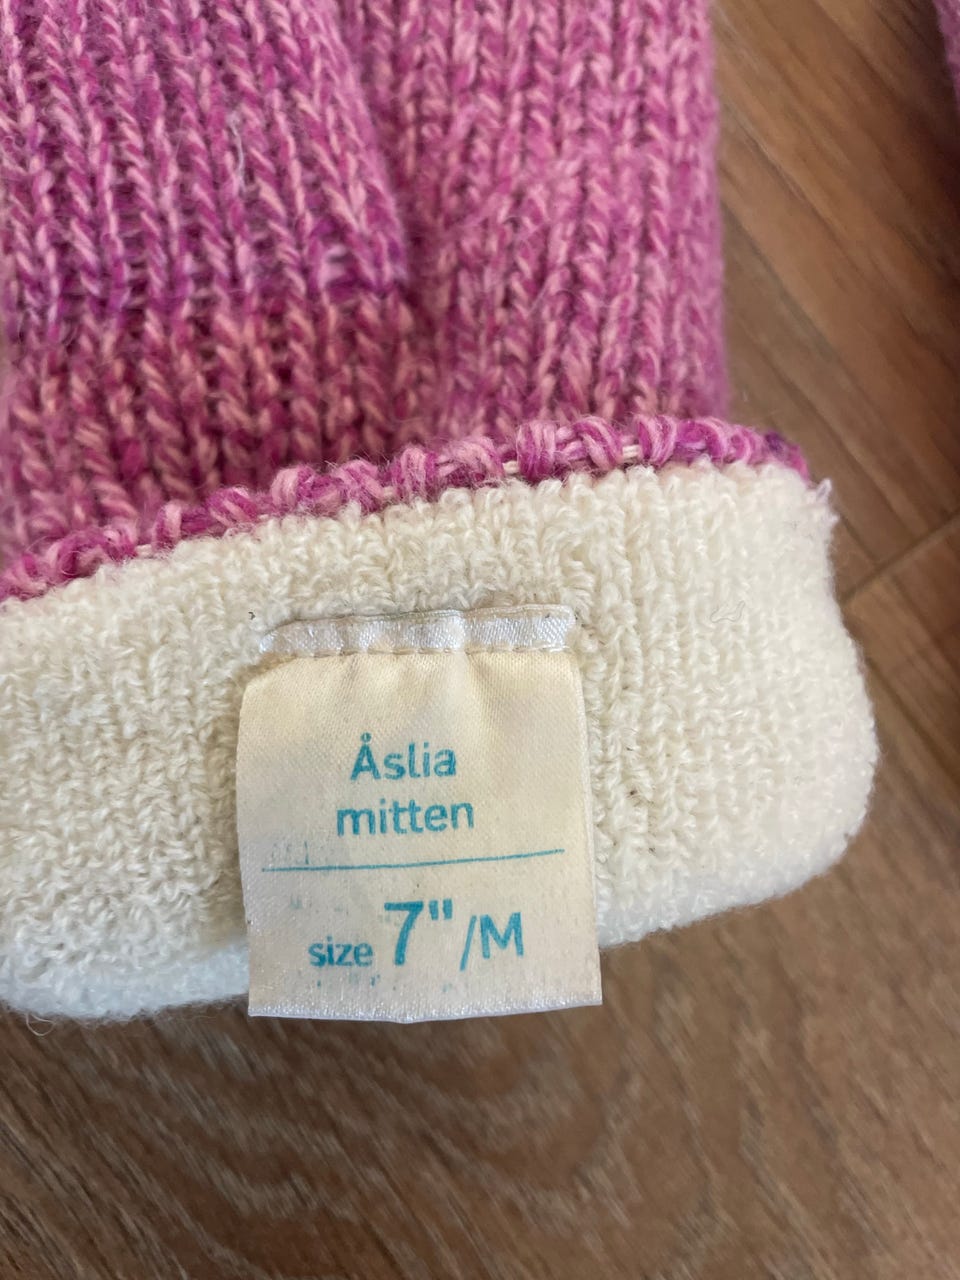 Åslia
mitten
size 7"/M